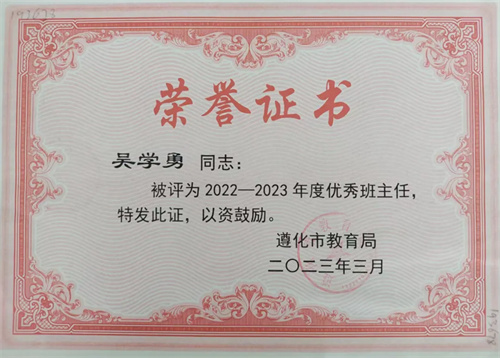 荣誉证书
吴学勇 同志：
被评为 2022—2023 年度优秀班主任，
特发此证，以资鼓励。
遵化市教育局
二〇二三年三月